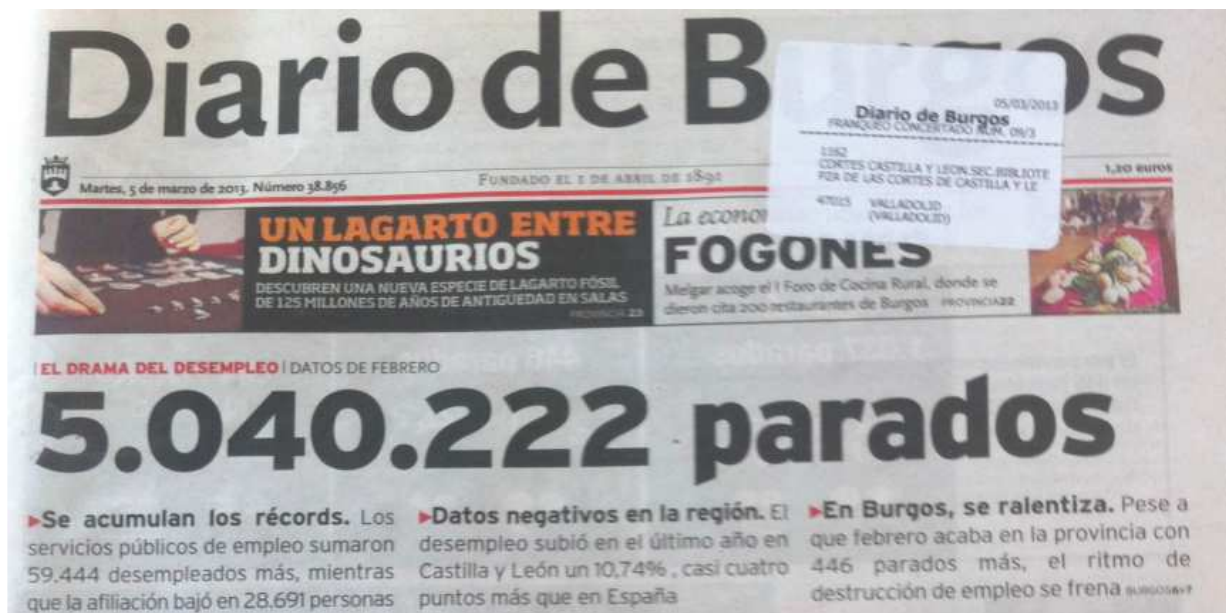 Diario de Burgos
05/03/2013
Diario de Burgos
FRANQUEO CONCERTADO NUM. 09/3
1162
CORTES CASTILLA Y LEON.SEC.BIBLIOTE
PZA DE LAS CORTES DE CASTILLA Y LE
47015 VALLADOLID
(VALLADOLID)
Martes, 5 de marzo de 2013. Número 38.856
FUNDADO EL 1 DE ABRIL DE 1891
1,20 euros
UN LAGARTO ENTRE
DINOSAURIOS
DESCUBREN UNA NUEVA ESPECIE DE LAGARTO FÓSIL
DE 125 MILLONES DE AÑOS DE ANTIGÜEDAD EN SALAS
PROVINCIA 23
La econo
FOGONES
Melgar acoge el I Foro de Cocina Rural, donde se
dieron cita 200 restaurantes de Burgos PROVINCIA 22
EL DRAMA DEL DESEMPLEO | DATOS DE FEBRERO
5.040.222 parados
►Se acumulan los récords. Los
servicios públicos de empleo sumaron
59.444 desempleados más, mientras
que la afiliación bajó en 28.691 personas
►Datos negativos en la región. El
desempleo subió en el último año en
Castilla y León un 10,74% , casi cuatro
puntos más que en España
►En Burgos, se ralentiza. Pese a
que febrero acaba en la provincia con
446 parados más, el ritmo de
destrucción de empleo se frena